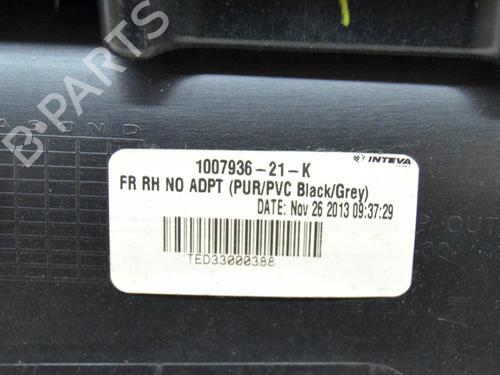 B-PARTS
1007936-21-K
INTEVA
FR RH NO ADPT (PUR/PVC Black/Grey)
DATE: Nov 26 2013 09:37:29
TED33000388